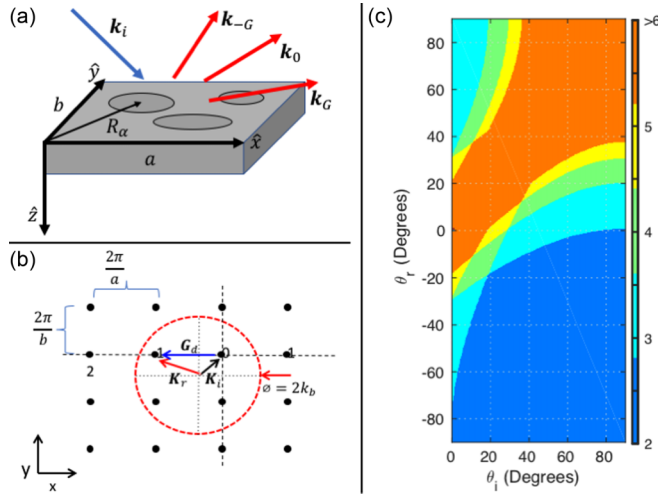 (a)
k_i
k_{-G}
k_0
k_G
ŷ
b
R_α
x̂
a
ẑ
(b)
2π/a
2π/b
G_d
1 0 1
2
K_r K_i
⌀ = 2k_b
y
x
(c)
80
60
40
20
0
-20
-40
-60
-80
θ_r (Degrees)
0 20 40 60 80
θ_i (Degrees)
>6
5
4
3
2